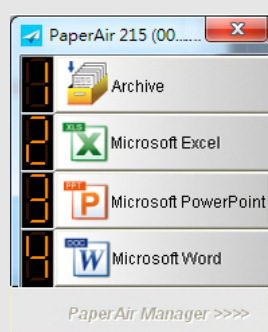 PaperAir 215 (00......
1 Archive
XLS
2 Microsoft Excel
PPT
3 Microsoft PowerPoint
DOC
4 Microsoft Word
PaperAir Manager >>>>